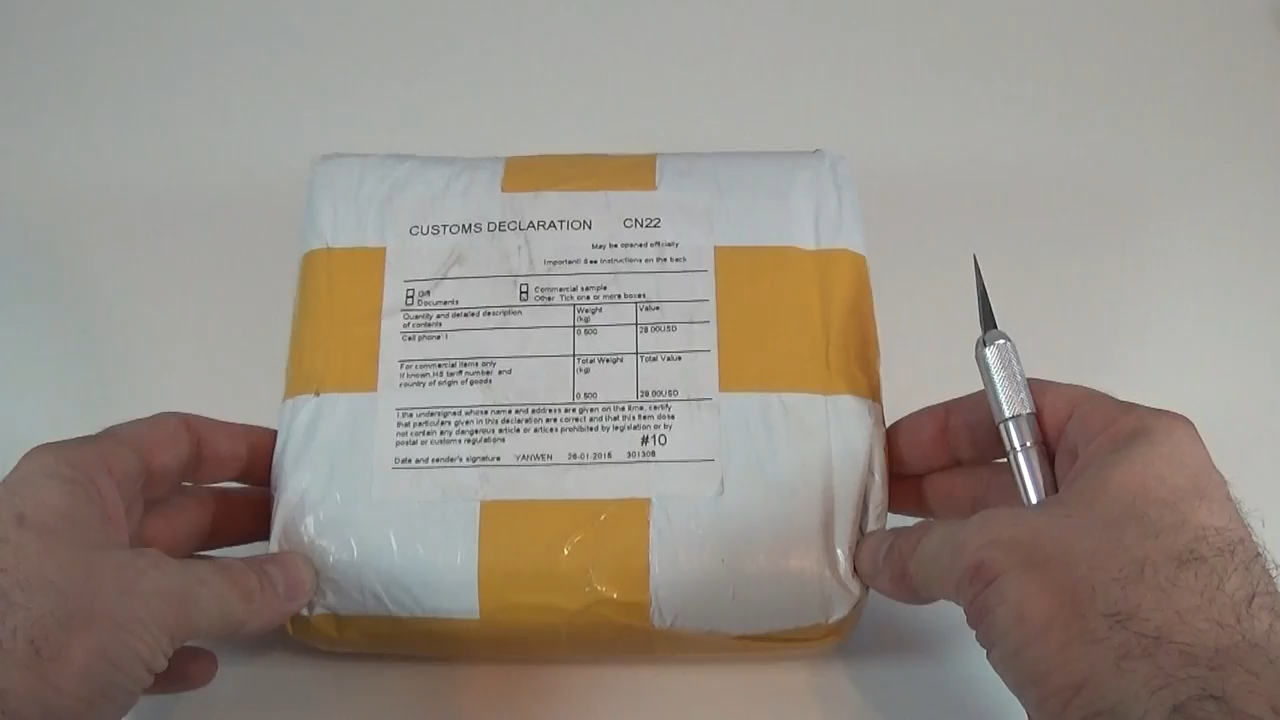 CUSTOMS DECLARATION CN22
May be opened officially
Important! See instructions on the back
Gift
Commercial sample
Documents
Other Tick one or more boxes
Quantity and detailed description
of contents
Weight
(kg)
Value
Cell phone* 1
0.500
28.00USD
For commercial items only
If known,HS tariff number and
country of origin of goods
Total Weight
(kg)
Total Value
0.500
28.00USD
I,the undersigned,whose name and address are given on the item, certify
that particulars given in this declaration are correct and that this item dose
not contain any dangerous article or artices prohibited by legislation or by
postal or customs regulations
#10
Date and sender's signature YANWEN 26-01-2015 301308